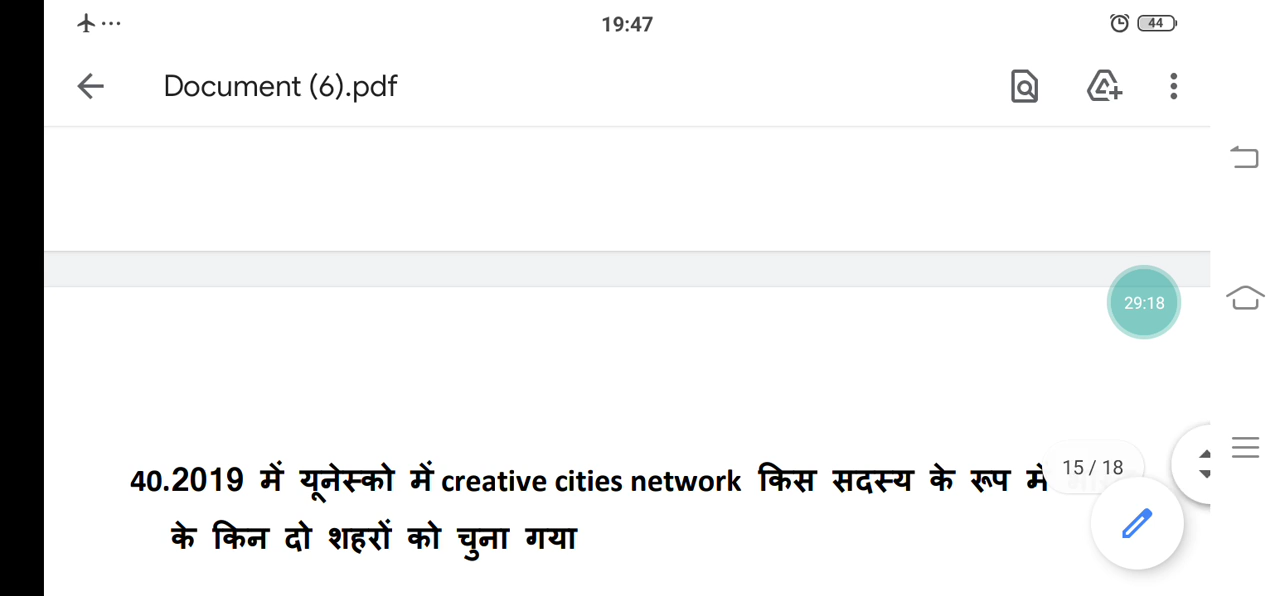 19:47
44
Document (6).pdf
29:18
40.2019 में यूनेस्को में creative cities network किस सदस्य के रूप में
15 / 18
के किन दो शहरों को चुना गया